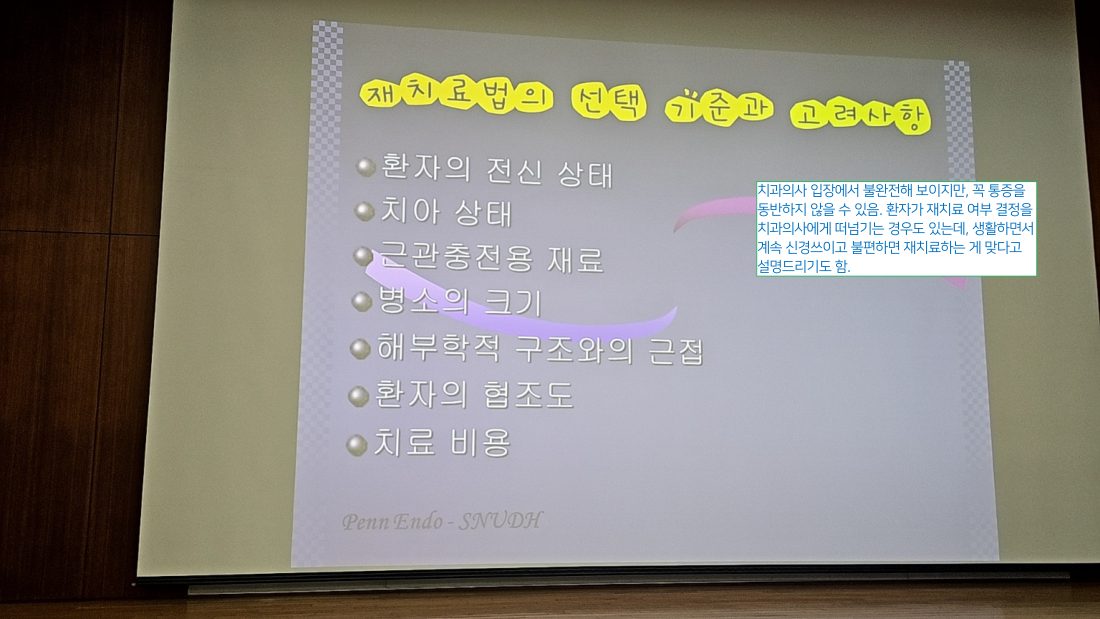 재치료법의 선택 기준과 고려사항
환자의 전신 상태
치아 상태
근관충전용 재료
병소의 크기
해부학적 구조와의 근접
환자의 협조도
치료 비용
Penn Endo - SNUDH
치과의사 입장에서 불완전해 보이지만, 꼭 통증을
동반하지 않을 수 있음. 환자가 재치료 여부 결정을
치과의사에게 떠넘기는 경우도 있는데, 생활하면서
계속 신경쓰이고 불편하면 재치료하는 게 맞다고
설명드리기도 함.